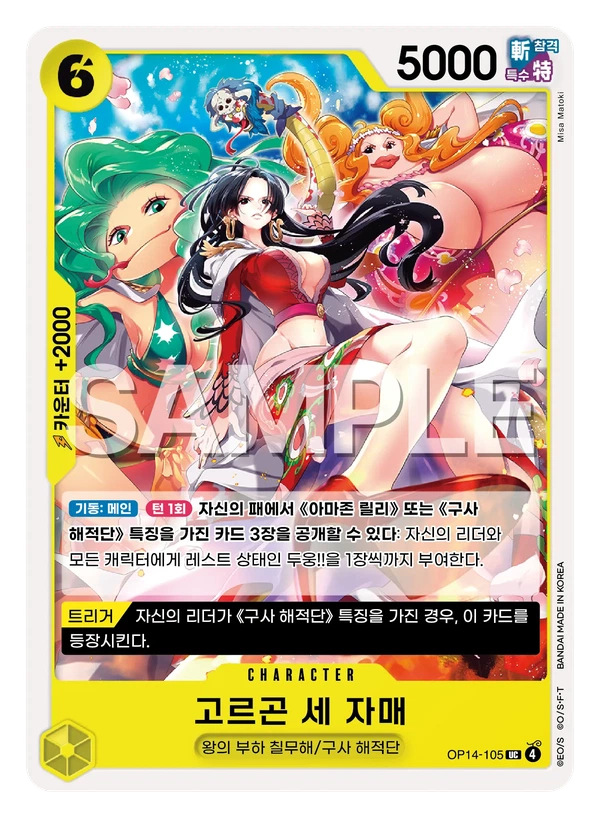 6
5000
斬 참격
특수 特
Misa Matoki
카운터 +2000
SAMPLE
기동: 메인 턴 1회 자신의 패에서 《아마존 릴리》 또는 《구사
해적단》 특징을 가진 카드 3장을 공개할 수 있다: 자신의 리더와
모든 캐릭터에게 레스트 상태인 두웅!!을 1장씩까지 부여한다.
트리거 자신의 리더가 《구사 해적단》 특징을 가진 경우, 이 카드를
등장시킨다.
CHARACTER
고르곤 세 자매
왕의 부하 칠무해/구사 해적단
OP14-105 UC 4
©EO/S ©O/S·F·T BANDAI MADE IN KOREA